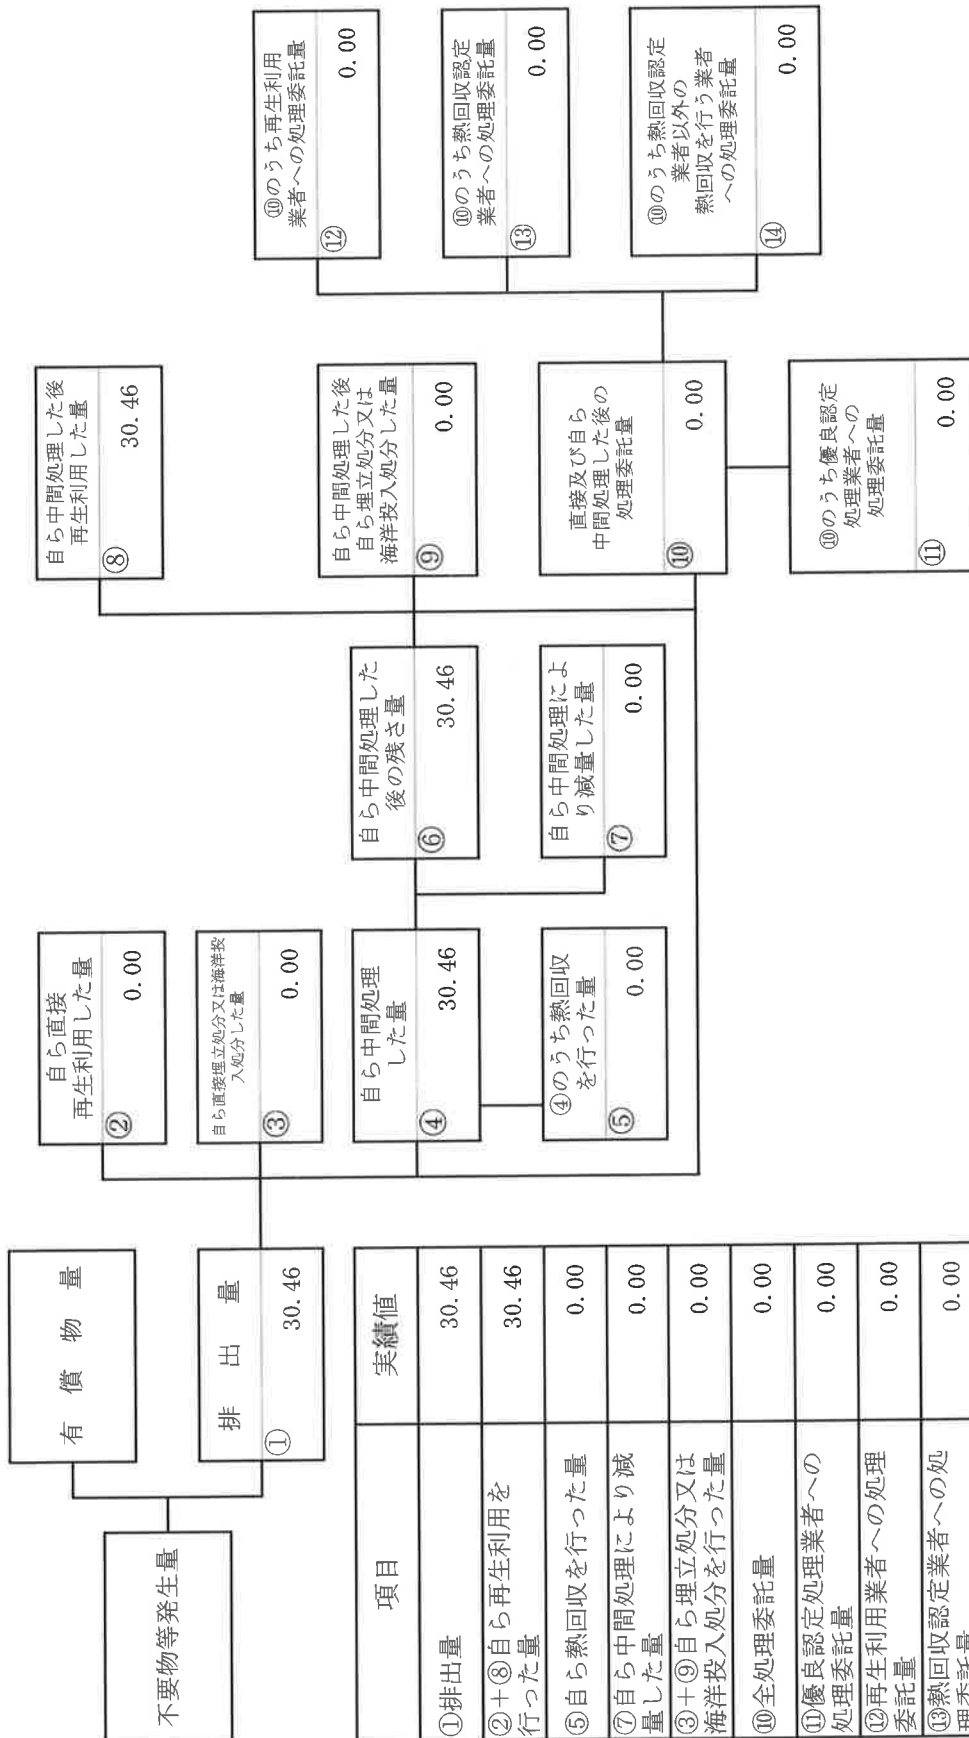 不要物等発生量
有償物量
排出量
①
30.46
自ら直接
再生利用した量
②
0.00
自ら直接埋立処分又は海洋投
入処分した量
③
0.00
自ら中間処理
した量
④
30.46
④のうち熱回収
を行った量
⑤
0.00
自ら中間処理した
後の残さ量
⑥
30.46
自ら中間処理によ
り減量した量
⑦
0.00
自ら中間処理した後
再生利用した量
⑧
30.46
自ら中間処理した後
自ら埋立処分又は
海洋投入処分した量
⑨
0.00
直接及び自ら
中間処理した後の
処理委託量
⑩
0.00
⑩のうち優良認定
処理業者への
処理委託量
⑪
0.00
⑩のうち再生利用
業者への処理委託量
⑫
0.00
⑩のうち熱回収認定
業者への処理委託量
⑬
0.00
⑩のうち熱回収認定
業者以外の
熱回収を行う業者
への処理委託量
⑭
0.00
項目 実績値
①排出量 30.46
②+⑧自ら再生利用を
行った量 30.46
⑤自ら熱回収を行った量 0.00
⑦自ら中間処理により減
量した量 0.00
③+⑨自ら埋立処分又は
海洋投入処分を行った量 0.00
⑩全処理委託量 0.00
⑪優良認定処理業者への
処理委託量 0.00
⑫再生利用業者への処理
委託量 0.00
⑬熱回収認定業者への処
理委託量 0.00